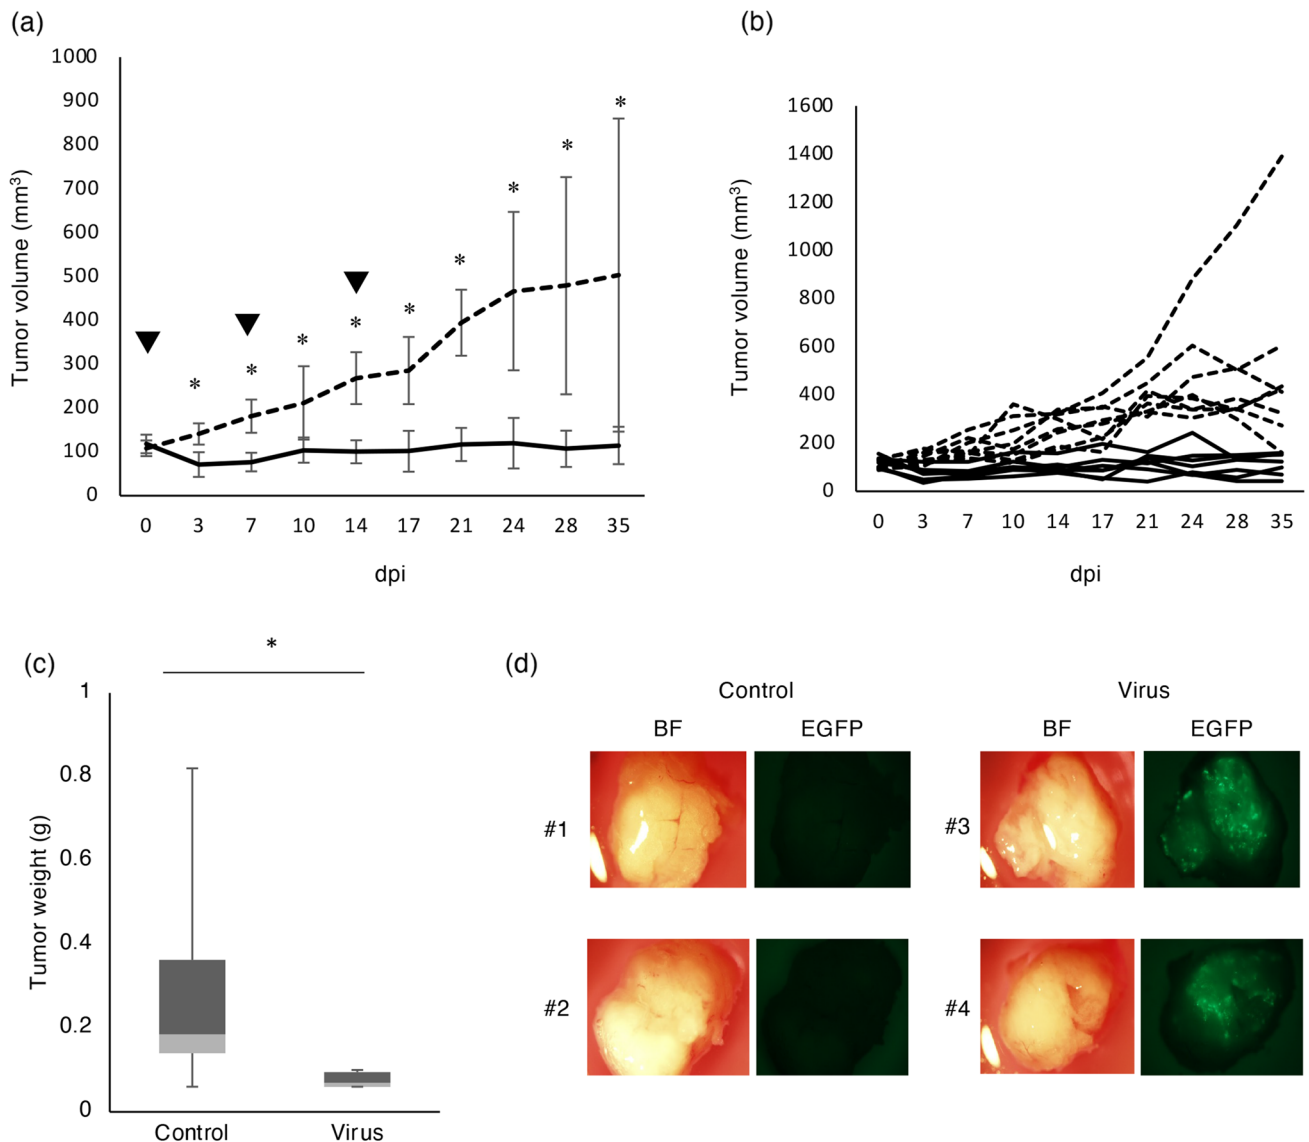 (a)
1000
900
800
700
600
500
400
300
200
100
0
Tumor volume (mm³)
* * * * * * * * *
0 3 7 10 14 17 21 24 28 35
dpi
(b)
1600
1400
1200
1000
800
600
400
200
0
Tumor volume (mm³)
0 3 7 10 14 17 21 24 28 35
dpi
(c)
*
1
0.8
0.6
0.4
0.2
0
Tumor weight (g)
Control Virus
(d)
Control Virus
BF EGFP BF EGFP
#1 #3
#2 #4